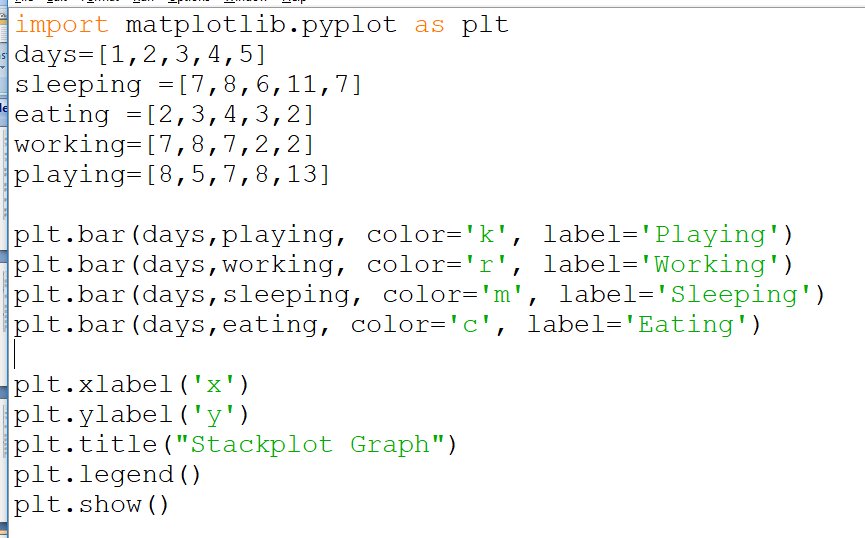 import matplotlib.pyplot as plt
days=[1,2,3,4,5]
sleeping =[7,8,6,11,7]
eating =[2,3,4,3,2]
working=[7,8,7,2,2]
playing=[8,5,7,8,13]
plt.bar(days,playing, color='k', label='Playing')
plt.bar(days,working, color='r', label='Working')
plt.bar(days,sleeping, color='m', label='Sleeping')
plt.bar(days,eating, color='c', label='Eating')
plt.xlabel('x')
plt.ylabel('y')
plt.title("Stackplot Graph")
plt.legend()
plt.show()